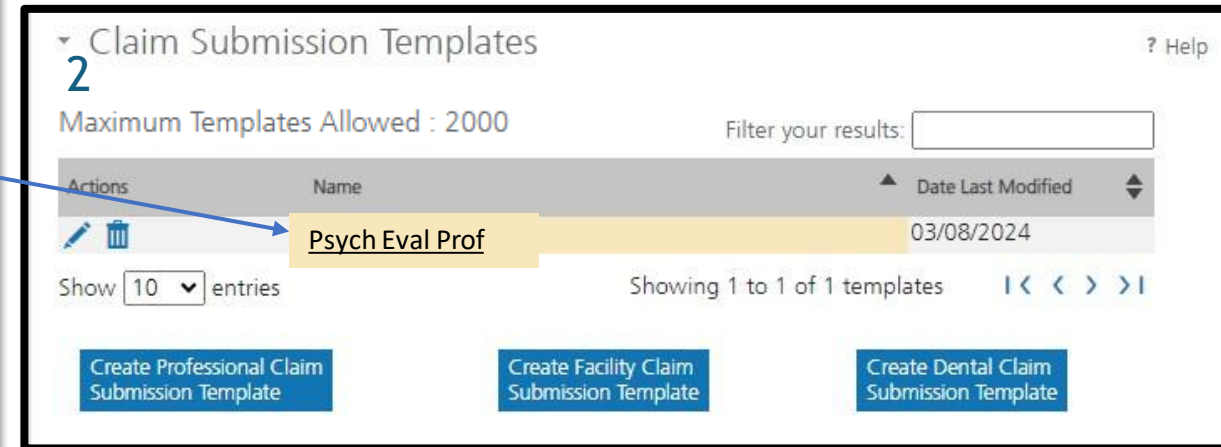 Claim Submission Templates
? Help
2
Maximum Templates Allowed : 2000
Filter your results:
Actions Name Date Last Modified
Psych Eval Prof 03/08/2024
Show 10 entries
Showing 1 to 1 of 1 templates
Create Professional Claim
Submission Template
Create Facility Claim
Submission Template
Create Dental Claim
Submission Template